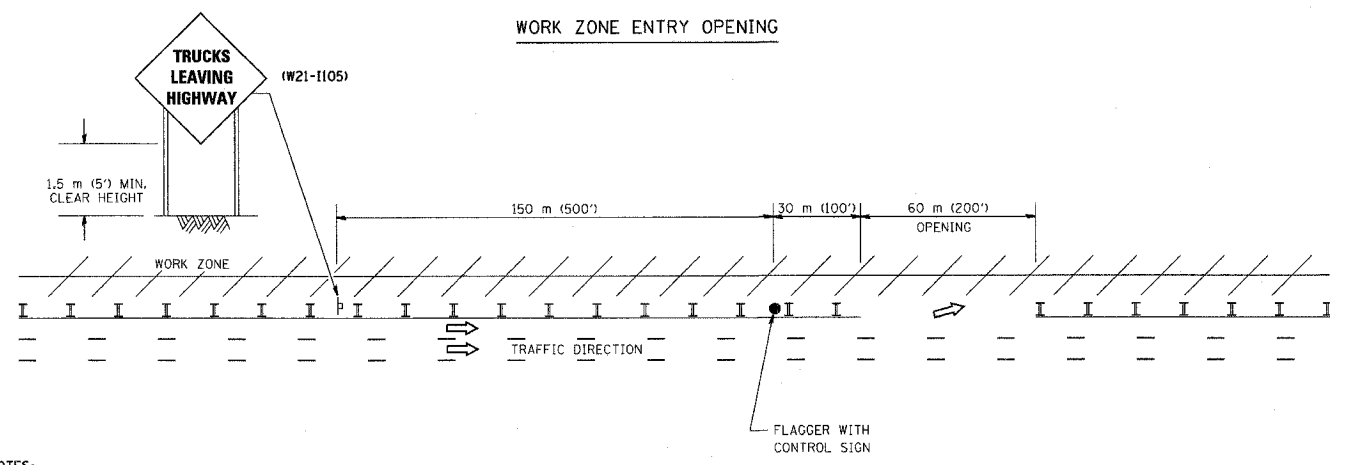 WORK ZONE ENTRY OPENING
TRUCKS
LEAVING
HIGHWAY
(W21-I105)
1.5 m (5') MIN.
CLEAR HEIGHT
150 m (500')
30 m (100')
60 m (200')
OPENING
WORK ZONE
TRAFFIC DIRECTION
FLAGGER WITH
CONTROL SIGN